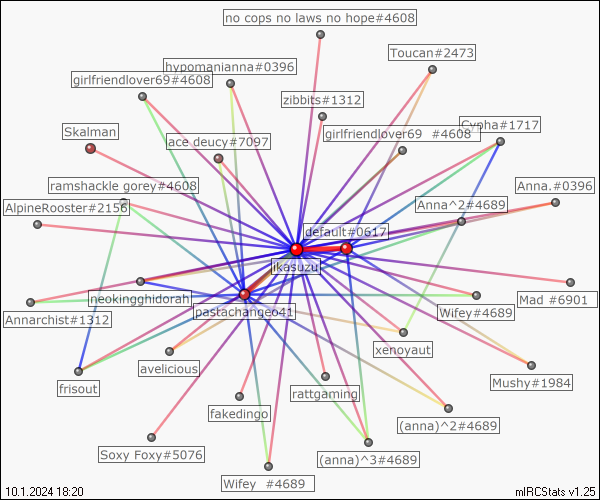 no cops no laws no hope#4608
Toucan#2473
hypomanianna#0396
girlfriendlover69#4608
zibbits#1312
Cypha#1717
Skalman
girlfriendlover69 #4608
ace deucy#7097
ramshackle gorey#4608
Anna.#0396
AlpineRooster#2156
Anna^2#4689
default#0617
likasuzu
neokingghidorah
Mad #6901
pastachangeo41
Wifey#4689
Annarchist#1312
xenoyaut
avelicious
Mushy#1984
frisout
rattgaming
fakedingo
(anna)^2#4689
Soxy Foxy#5076
(anna)^3#4689
Wifey #4689
10.1.2024 18:20
mIRCStats v1.25